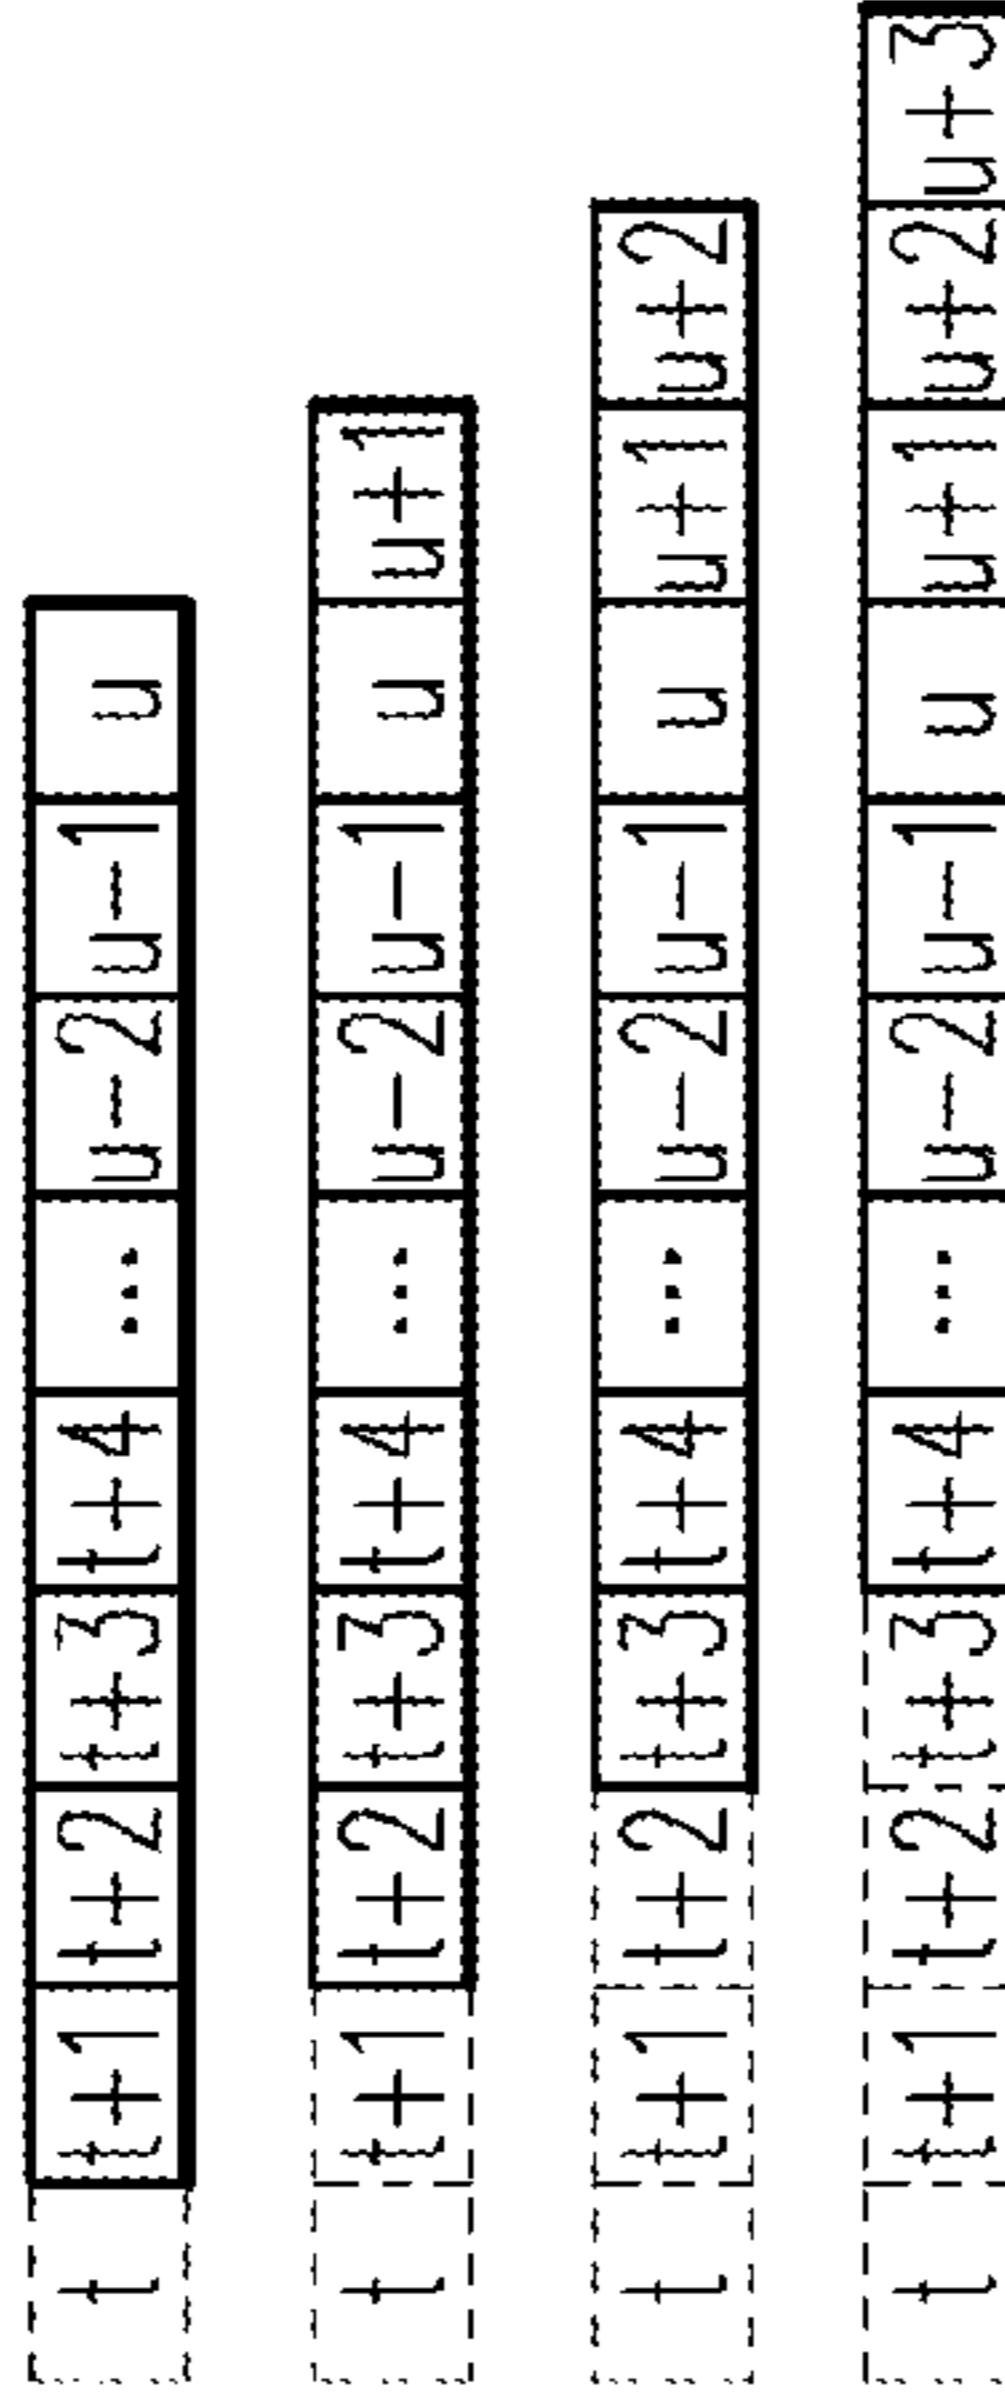 t t+1 t+2 t+3 t+4 ... u-2 u-1 u
t t+1 t+2 t+3 t+4 ... u-2 u-1 u u+1
t t+1 t+2 t+3 t+4 ... u-2 u-1 u u+1 u+2
t t+1 t+2 t+3 t+4 ... u-2 u-1 u u+1 u+2 u+3